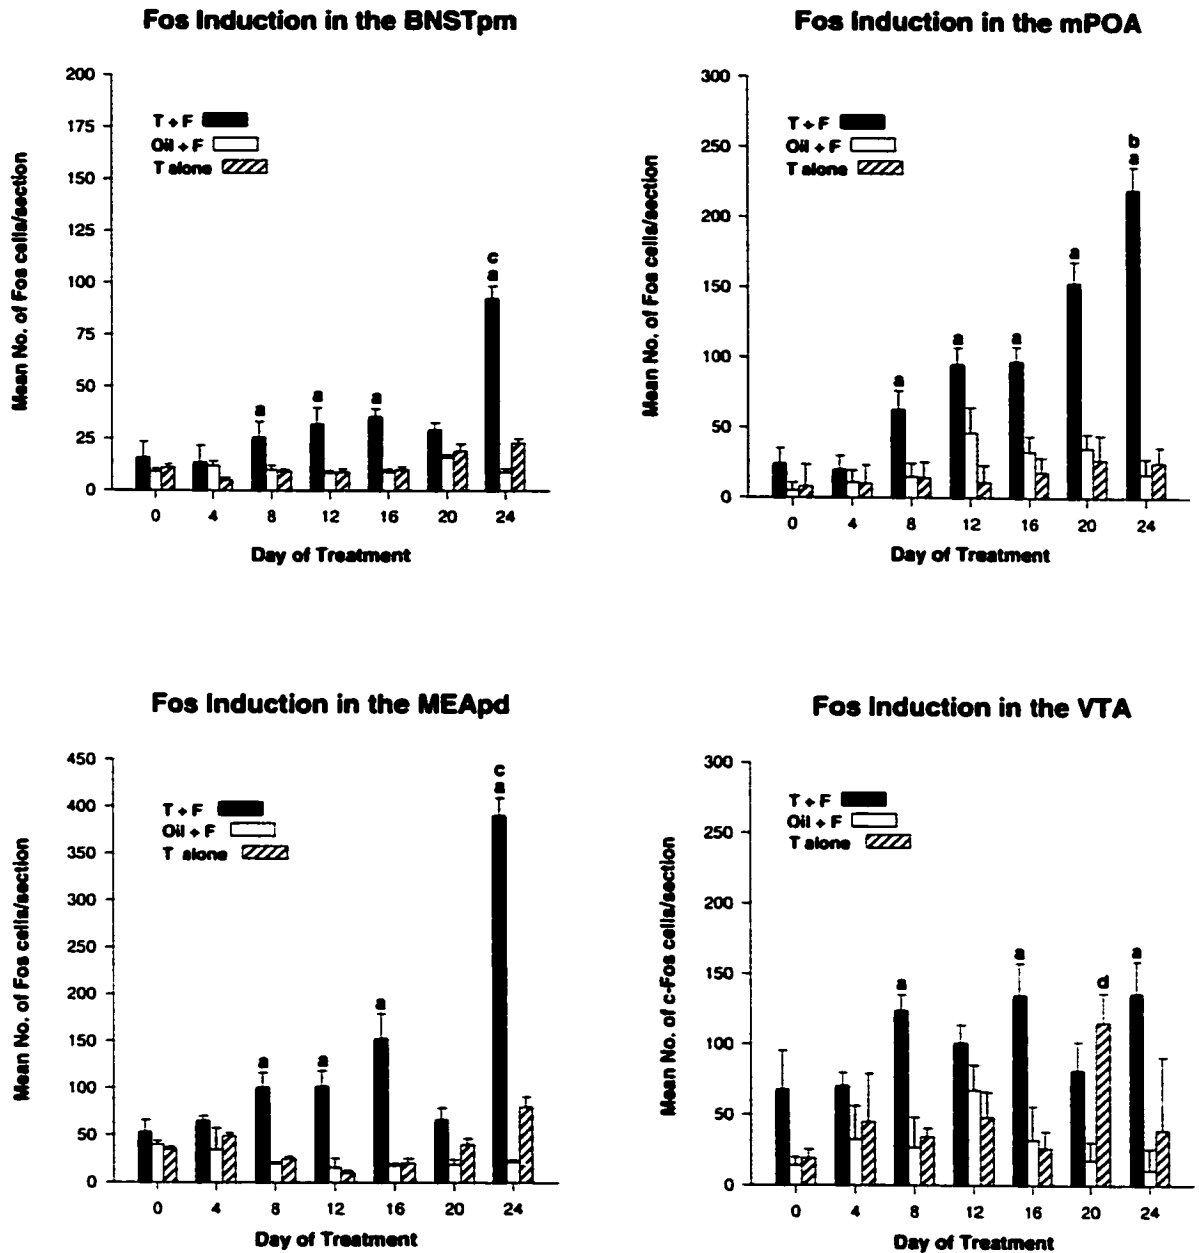 Fos Induction in the BNSTpm
200
175
150
125
100
75
50
25
0
Mean No. of Fos cells/section
T + F
Oil + F
T alone
a
a
a
c
a
0 4 8 12 16 20 24
Day of Treatment
Fos Induction in the mPOA
300
250
200
150
100
50
0
Mean No. of Fos cells/section
T + F
Oil + F
T alone
a
a
a
a
b
a
0 4 8 12 16 20 24
Day of Treatment
Fos Induction in the MEApd
450
400
350
300
250
200
150
100
50
0
Mean No. of Fos cells/section
T + F
Oil + F
T alone
a
a
a
c
a
0 4 8 12 16 20 24
Day of Treatment
Fos Induction in the VTA
300
250
200
150
100
50
0
Mean No. of c-Fos cells/section
T + F
Oil + F
T alone
a
a
d
a
0 4 8 12 16 20 24
Day of Treatment